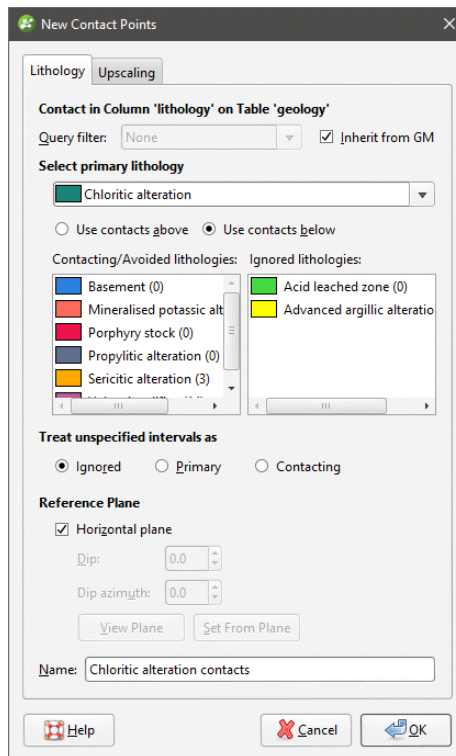 New Contact Points
Lithology Upscaling
Contact in Column 'lithology' on Table 'geology'
Query filter: None Inherit from GM
Select primary lithology
Chloritic alteration
Use contacts above Use contacts below
Contacting/Avoided lithologies: Ignored lithologies:
Basement (0) Acid leached zone (0)
Mineralised potassic alt Advanced argillic alteratio
Porphyry stock (0)
Propylitic alteration (0)
Sericitic alteration (3)
Treat unspecified intervals as
Ignored Primary Contacting
Reference Plane
Horizontal plane
Dip: 0.0
Dip azimuth: 0.0
View Plane Set From Plane
Name: Chloritic alteration contacts
Help Cancel OK